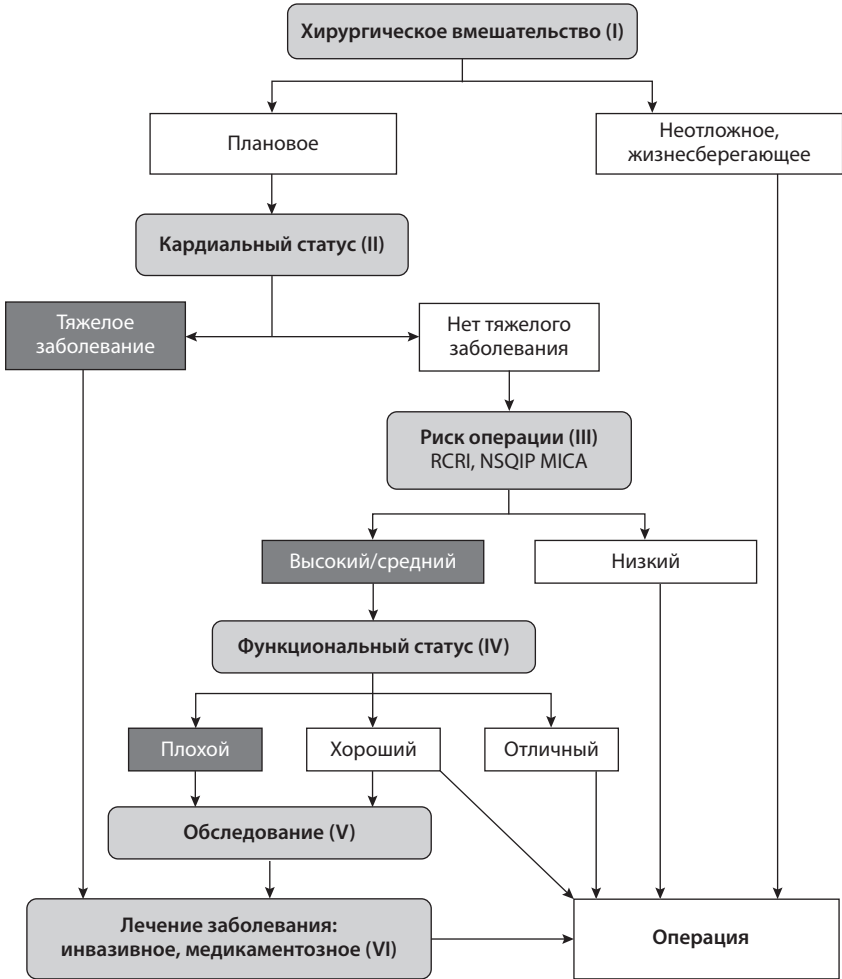 Хирургическое вмешательство (I)
Плановое
Неотложное,
жизнесберегающее
Кардиальный статус (II)
Тяжелое
заболевание
Нет тяжелого
заболевания
Риск операции (III)
RCRI, NSQIP MICA
Высокий/средний
Низкий
Функциональный статус (IV)
Плохой
Хороший
Отличный
Обследование (V)
Лечение заболевания:
инвазивное, медикаментозное (VI)
Операция